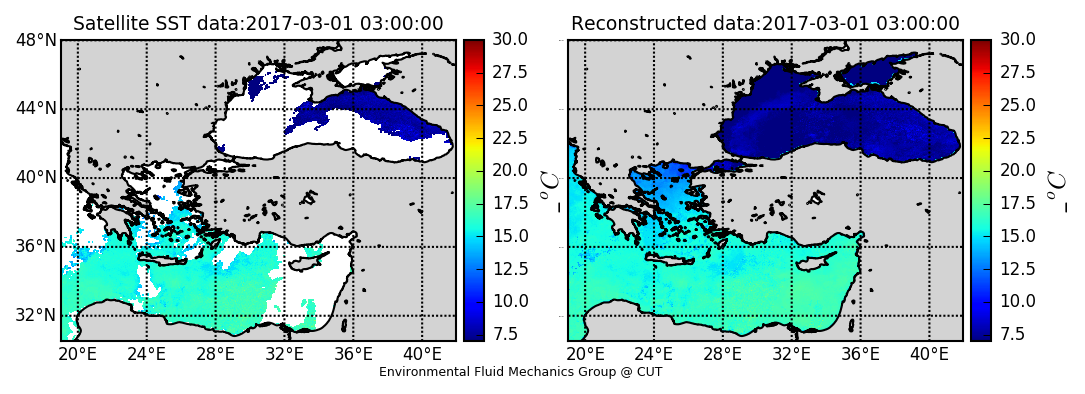 Satellite SST data:2017-03-01 03:00:00
48°N
44°N
40°N
36°N
32°N
20°E 24°E 28°E 32°E 36°E 40°E
30.0
27.5
25.0
22.5
20.0
17.5
15.0
12.5
10.0
7.5
_ °C
Reconstructed data:2017-03-01 03:00:00
20°E 24°E 28°E 32°E 36°E 40°E
30.0
27.5
25.0
22.5
20.0
17.5
15.0
12.5
10.0
7.5
_ °C
Environmental Fluid Mechanics Group @ CUT